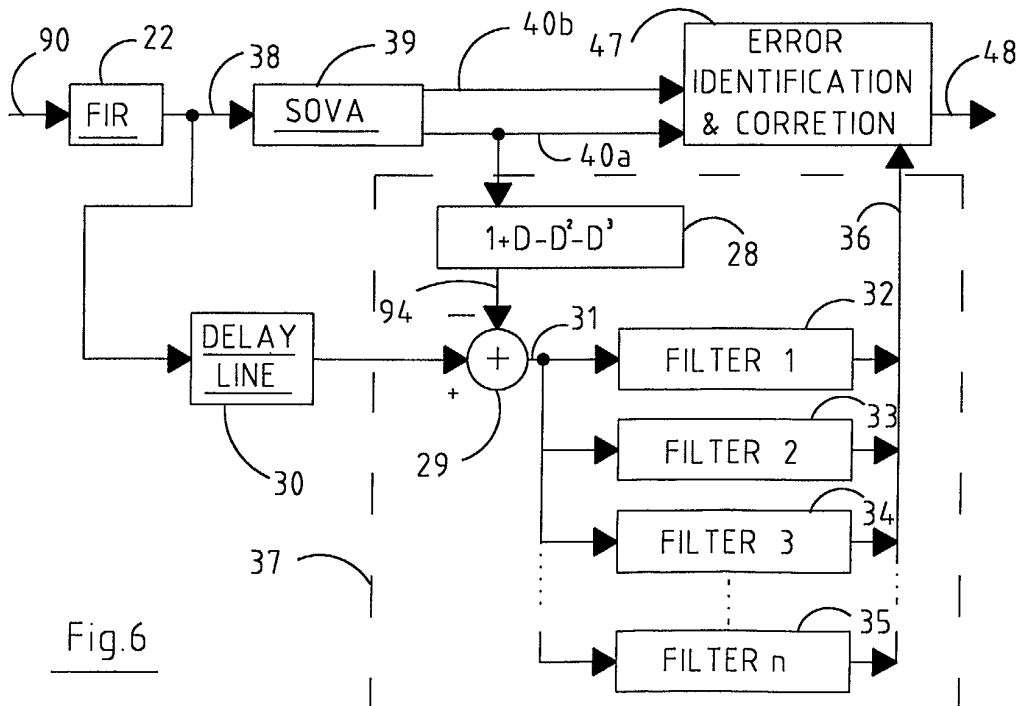 90
22
38
39
40b
47
48
FIR
SOVA
ERROR
IDENTIFICATION
& CORRETION
40a
1+D-D²-D³
28
36
94
−
31
32
DELAY
LINE
+
+
FILTER 1
29
30
33
FILTER 2
34
FILTER 3
37
35
FILTER n
Fig.6